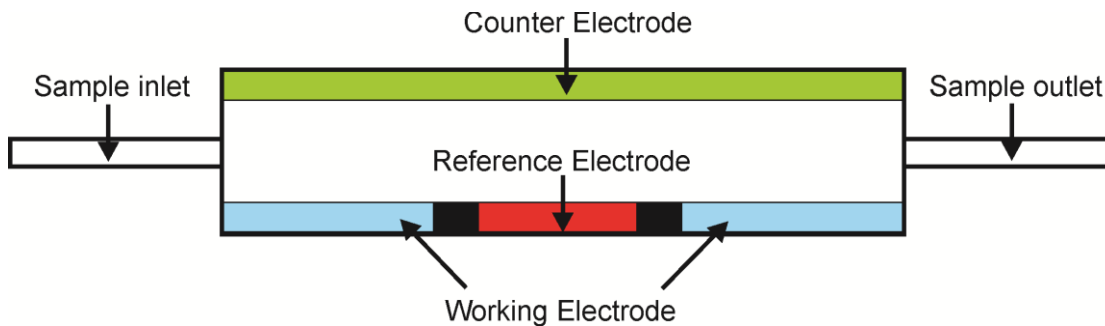 Counter Electrode
Sample inlet
Sample outlet
Reference Electrode
Working Electrode